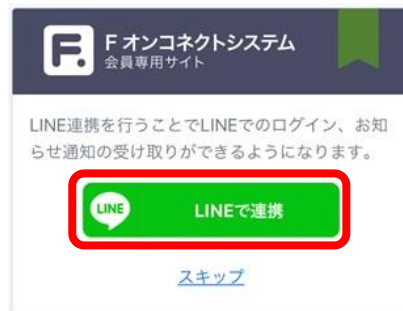 F.
F オンコネクトシステム
会員専用サイト
LINE連携を行うことでLINEでのログイン、お知
らせ通知の受け取りができるようになります。
LINE LINEで連携
スキップ